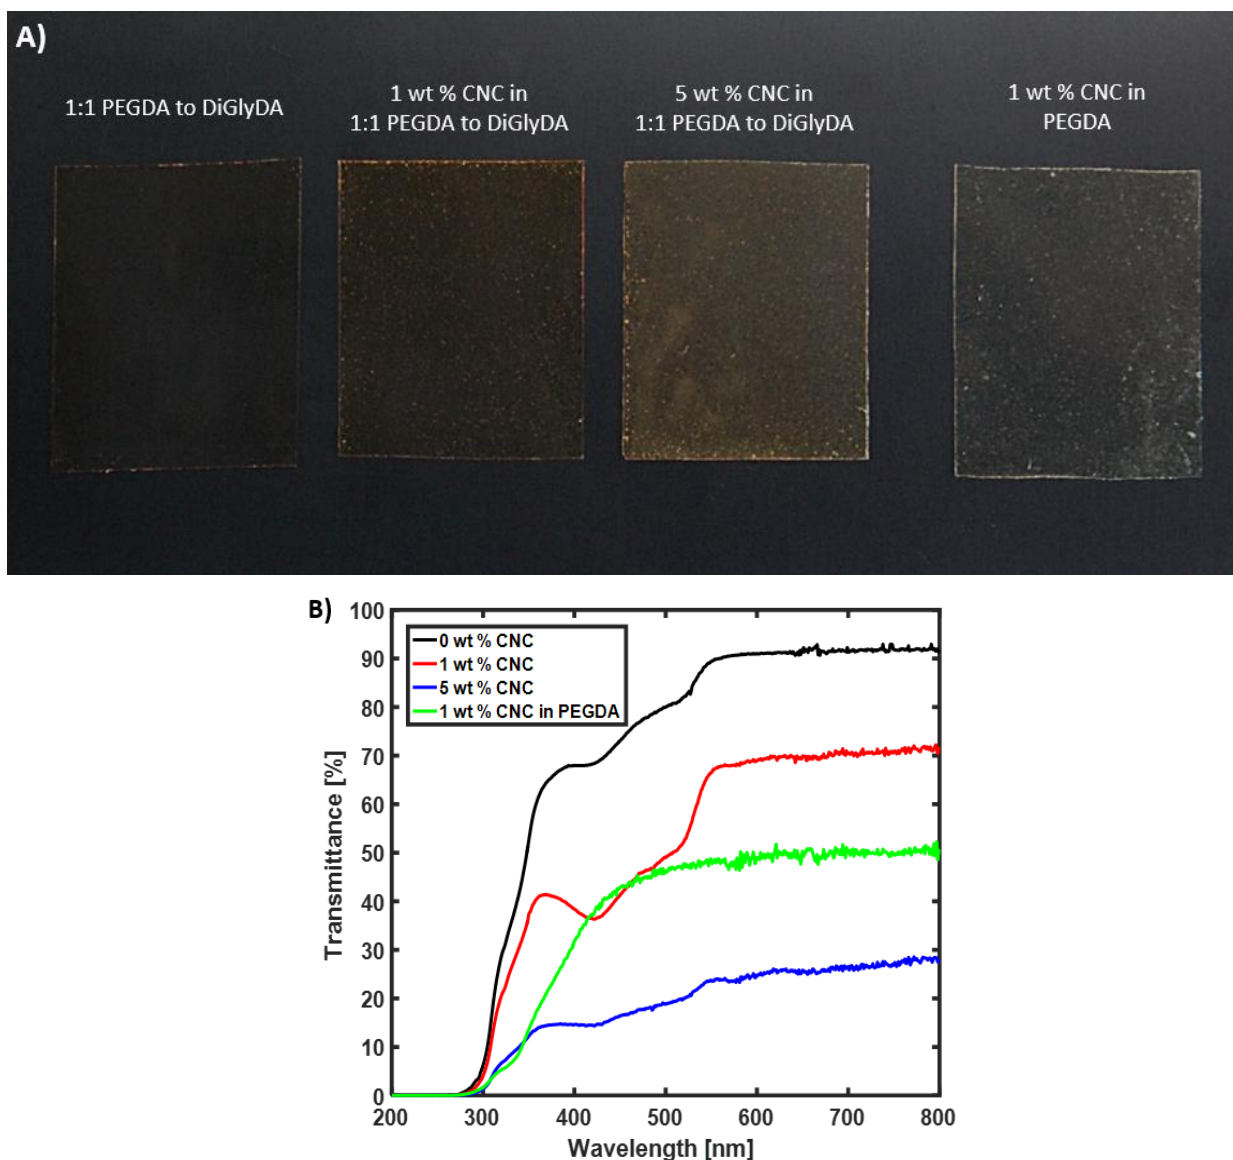 A)
1:1 PEGDA to DiGlyDA
1 wt % CNC in
1:1 PEGDA to DiGlyDA
5 wt % CNC in
1:1 PEGDA to DiGlyDA
1 wt % CNC in
PEGDA
B)
100
90
80
70
60
50
40
30
20
10
0
Transmittance [%]
0 wt % CNC
1 wt % CNC
5 wt % CNC
1 wt % CNC in PEGDA
200 300 400 500 600 700 800
Wavelength [nm]